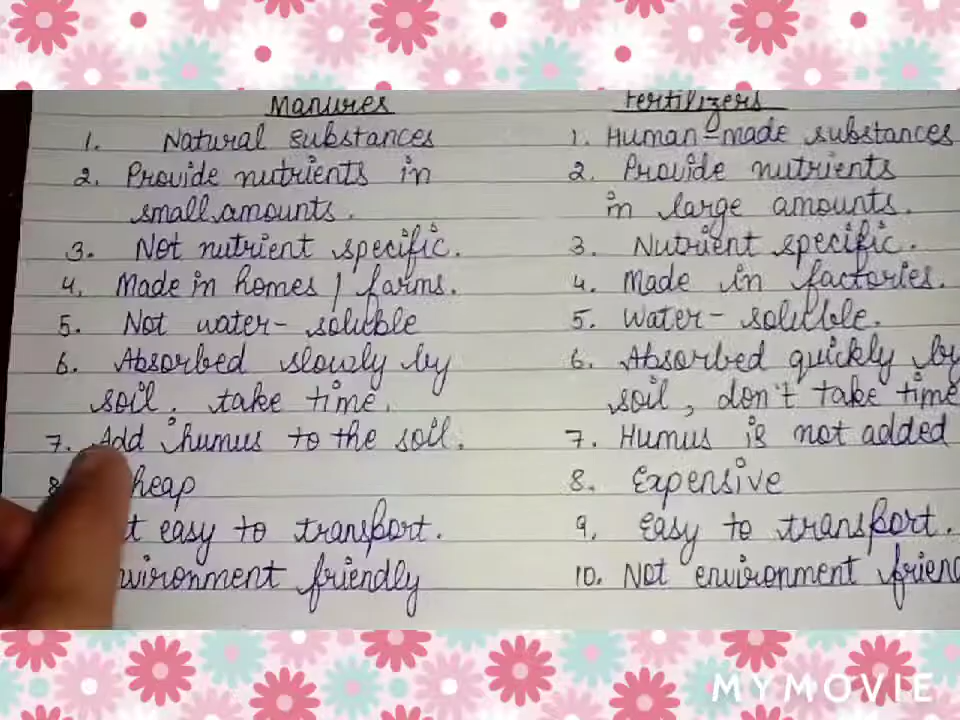 Manures
1. Natural substances
2. Provide nutrients in
small amounts.
3. Not nutrient specific.
4. Made in homes / farms.
5. Not water-soluble
6. Absorbed slowly by
soil, take time.
7. Add humus to the soil.
heap
t easy to transport.
vironment friendly
Fertilizers
1. Human-made substances
2. Provide nutrients
in large amounts.
3. Nutrient specific.
4. Made in factories.
5. Water-soluble.
6. Absorbed quickly by
soil, don't take time
7. Humus is not added
8. Expensive
9. Easy to transport.
10. Not environment frien
MYMOVIE